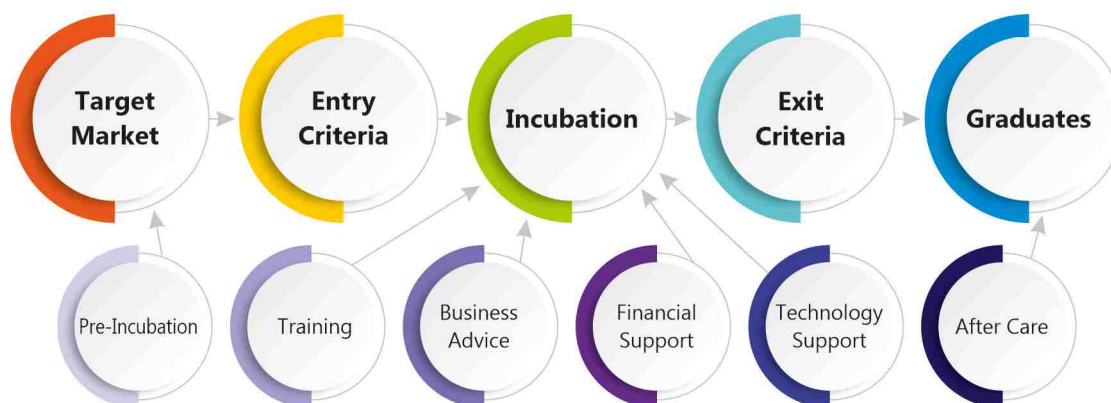 Target
Market
Entry
Criteria
Incubation
Exit
Criteria
Graduates
Pre-Incubation
Training
Business
Advice
Financial
Support
Technology
Support
After Care